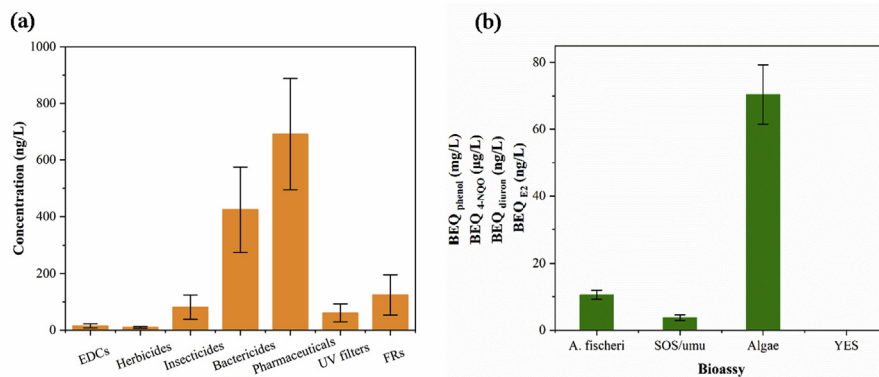 (a)
1000
800
600
400
200
0
Concentration (ng/L)
EDCs
Herbicides
Insecticides
Bactericides
Pharmaceuticals
UV filters
FRs
(b)
80
60
40
20
0
BEQ phenol (mg/L)
BEQ 4-NQO (µg/L)
BEQ diuron (ng/L)
BEQ E2 (ng/L)
A. fischeri
SOS/umu
Algae
YES
Bioassy